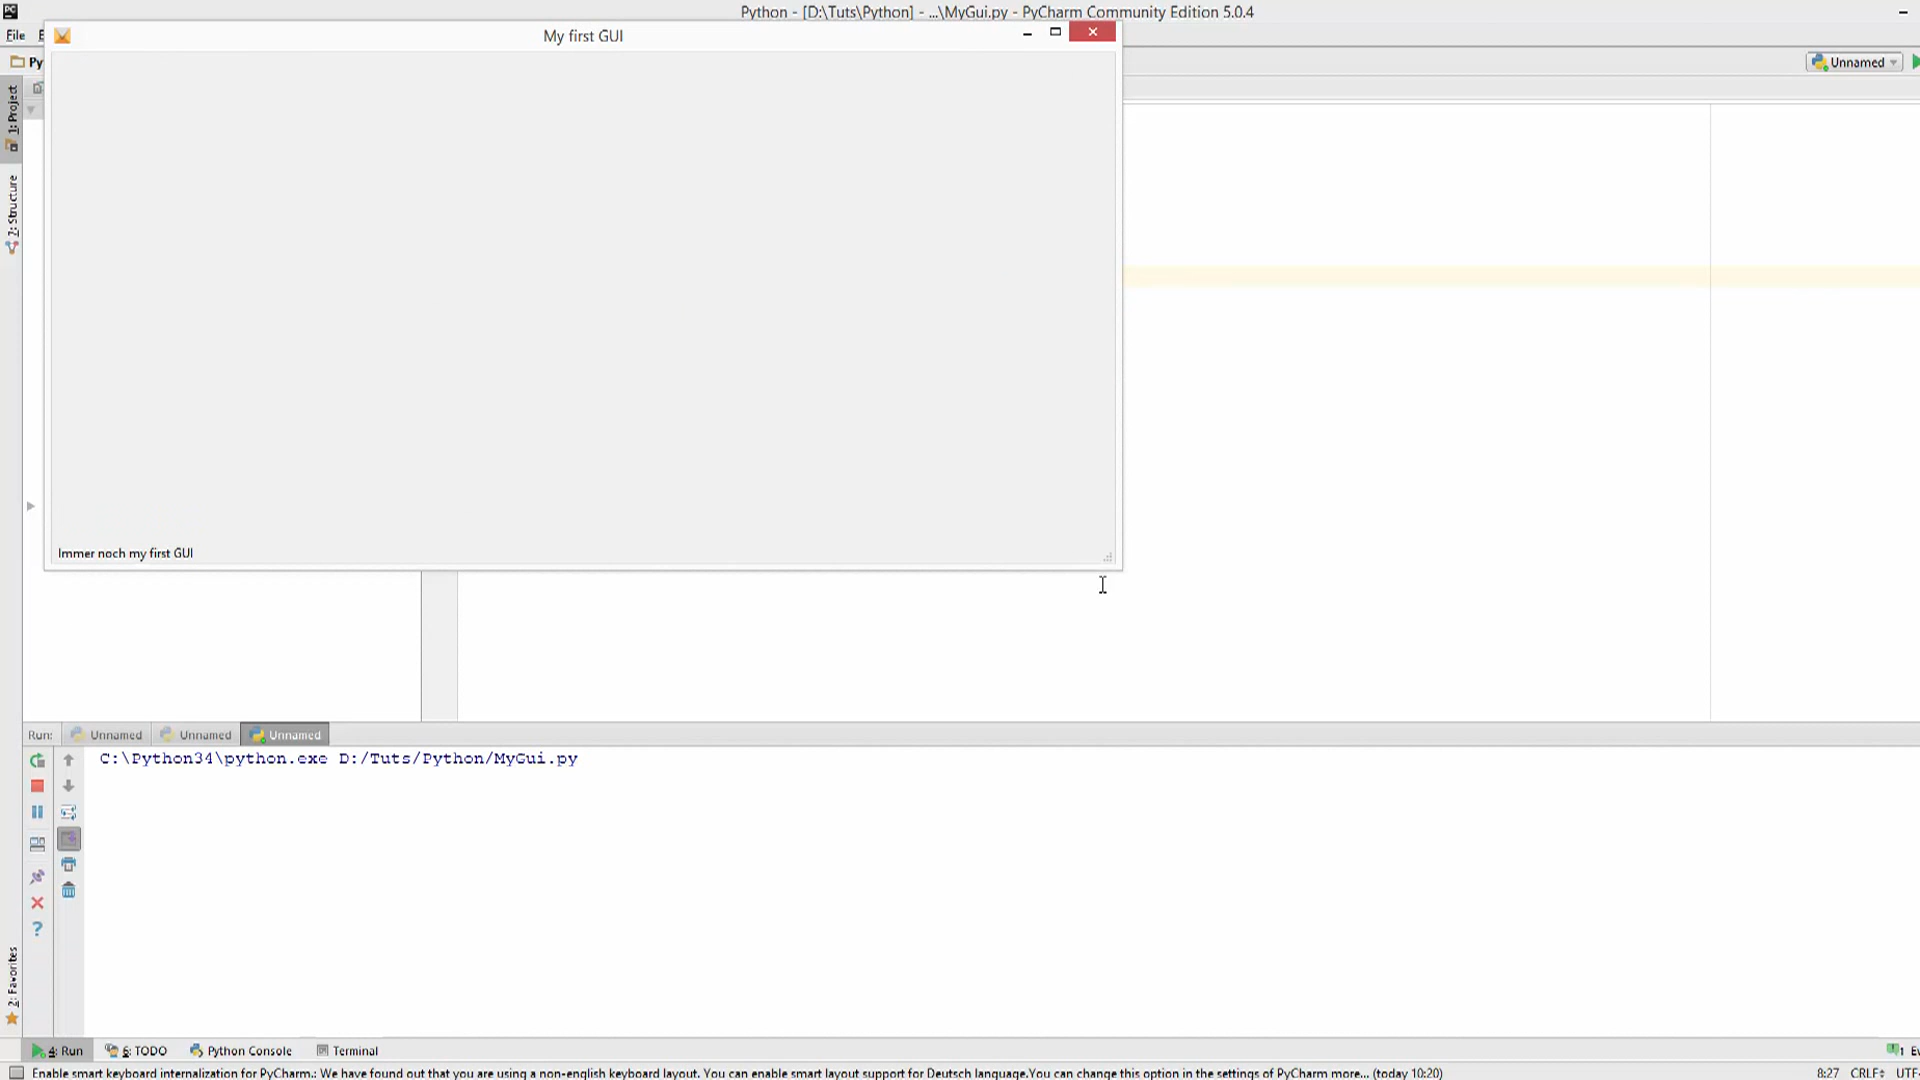 Python - [D:\Tuts\Python] - ...\MyGui.py - PyCharm Community Edition 5.0.4
File
My first GUI
Py
Unnamed
1: Project
7: Structure
Immer noch my first GUI
Run: Unnamed Unnamed Unnamed
C:\Python34\python.exe D:/Tuts/Python/MyGui.py
2: Favorites
4: Run 6: TODO Python Console Terminal
Enable smart keyboard internalization for PyCharm.: We have found out that you are using a non-english keyboard layout. You can enable smart layout support for Deutsch language.You can change this option in the settings of PyCharm more... (today 10:20) 8:27 CRLF UTF-